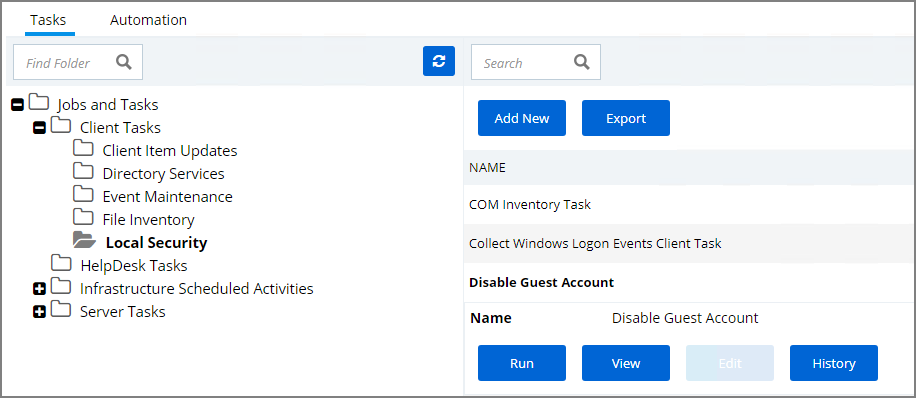 Tasks Automation
Find Folder
Search
Jobs and Tasks
Client Tasks
Client Item Updates
Directory Services
Event Maintenance
File Inventory
Local Security
HelpDesk Tasks
Infrastructure Scheduled Activities
Server Tasks
Add New Export
NAME
COM Inventory Task
Collect Windows Logon Events Client Task
Disable Guest Account
Name Disable Guest Account
Run View Edit History